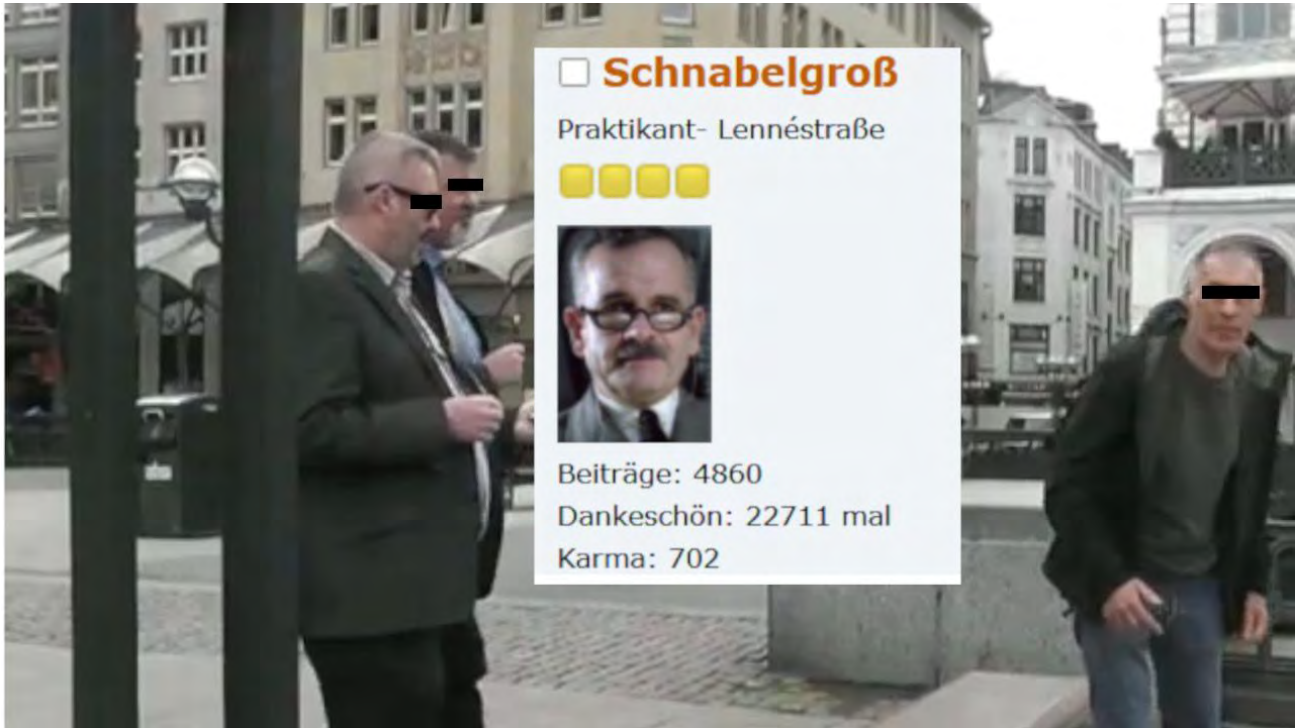 Schnabelgroß
Praktikant- Lennéstraße
Beiträge: 4860
Dankeschön: 22711 mal
Karma: 702